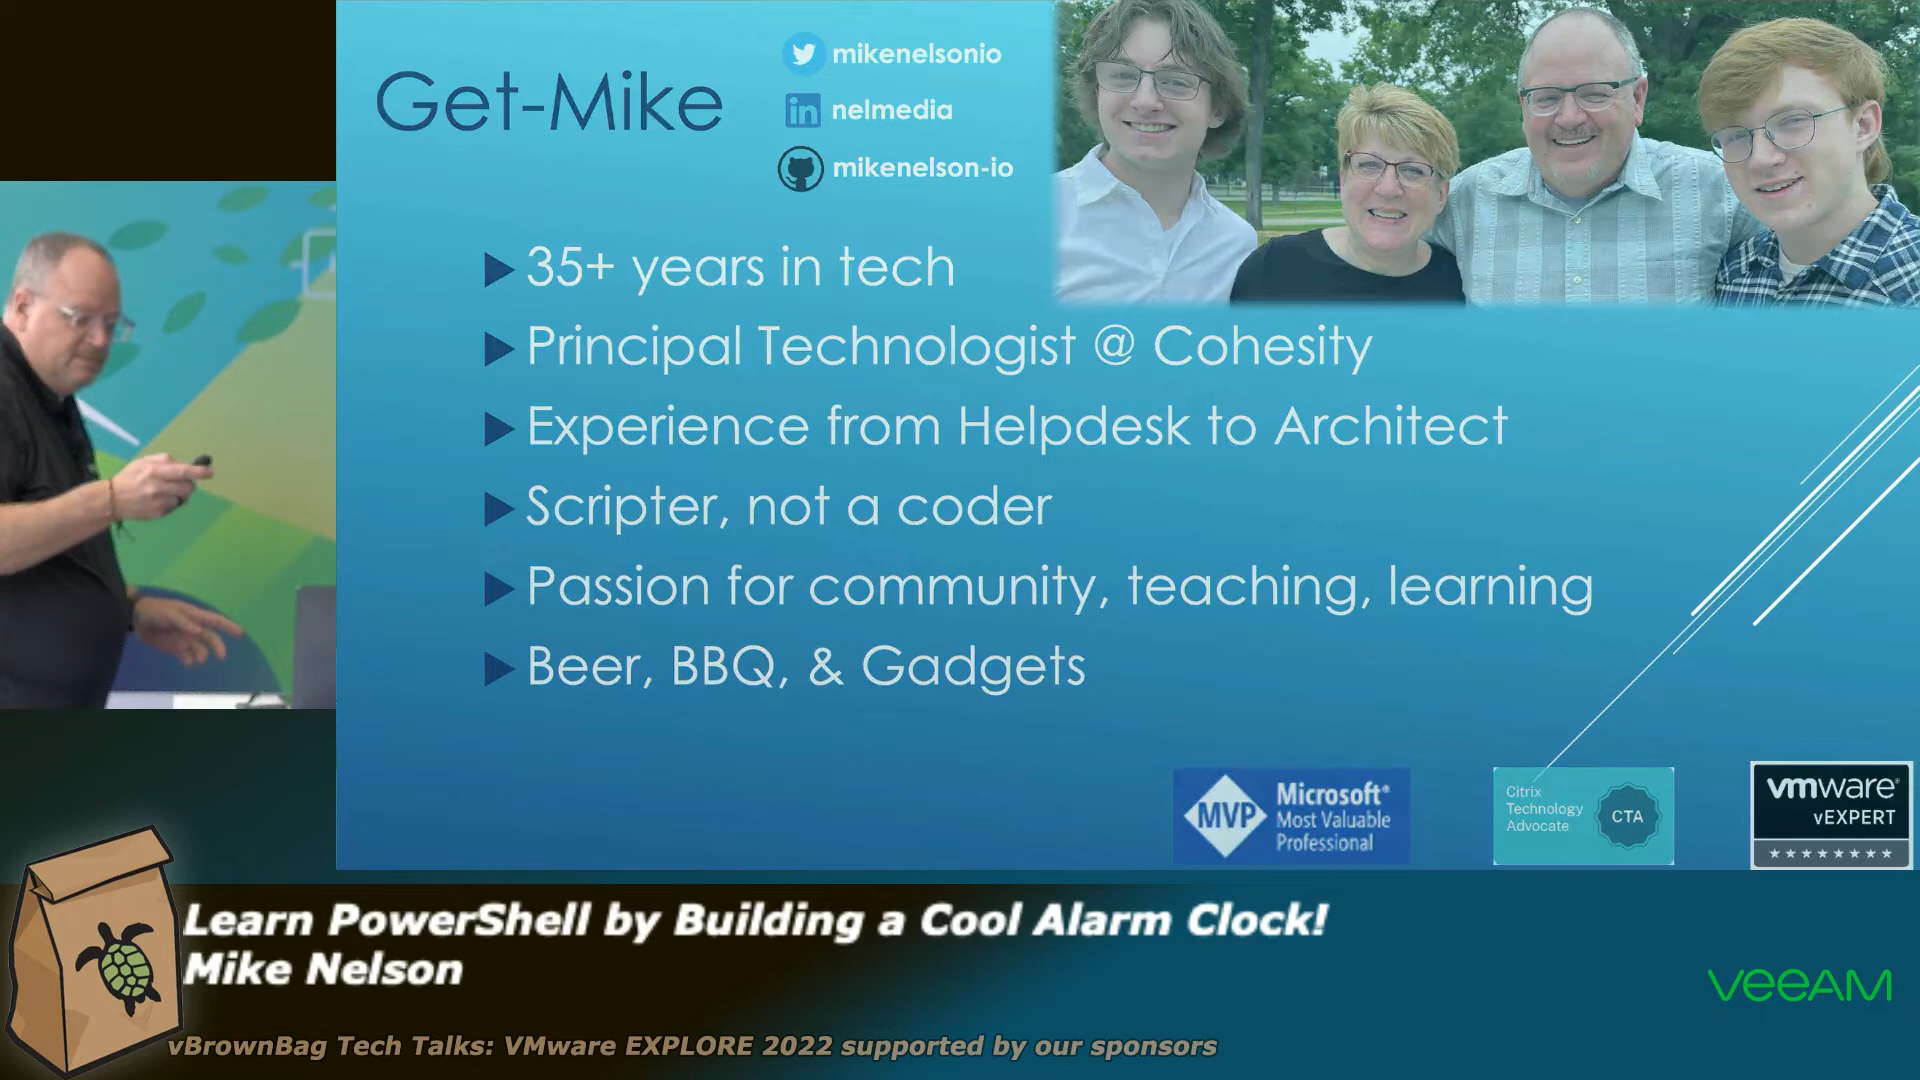 Get-Mike
mikenelsonio
nelmedia
mikenelson-io
35+ years in tech
Principal Technologist @ Cohesity
Experience from Helpdesk to Architect
Scripter, not a coder
Passion for community, teaching, learning
Beer, BBQ, & Gadgets
MVP
Microsoft®
Most Valuable
Professional
Citrix
Technology
Advocate
CTA
vmware®
vEXPERT
★★★★★★★★
Learn PowerShell by Building a Cool Alarm Clock!
Mike Nelson
veeAM
vBrownBag Tech Talks: VMware EXPLORE 2022 supported by our sponsors